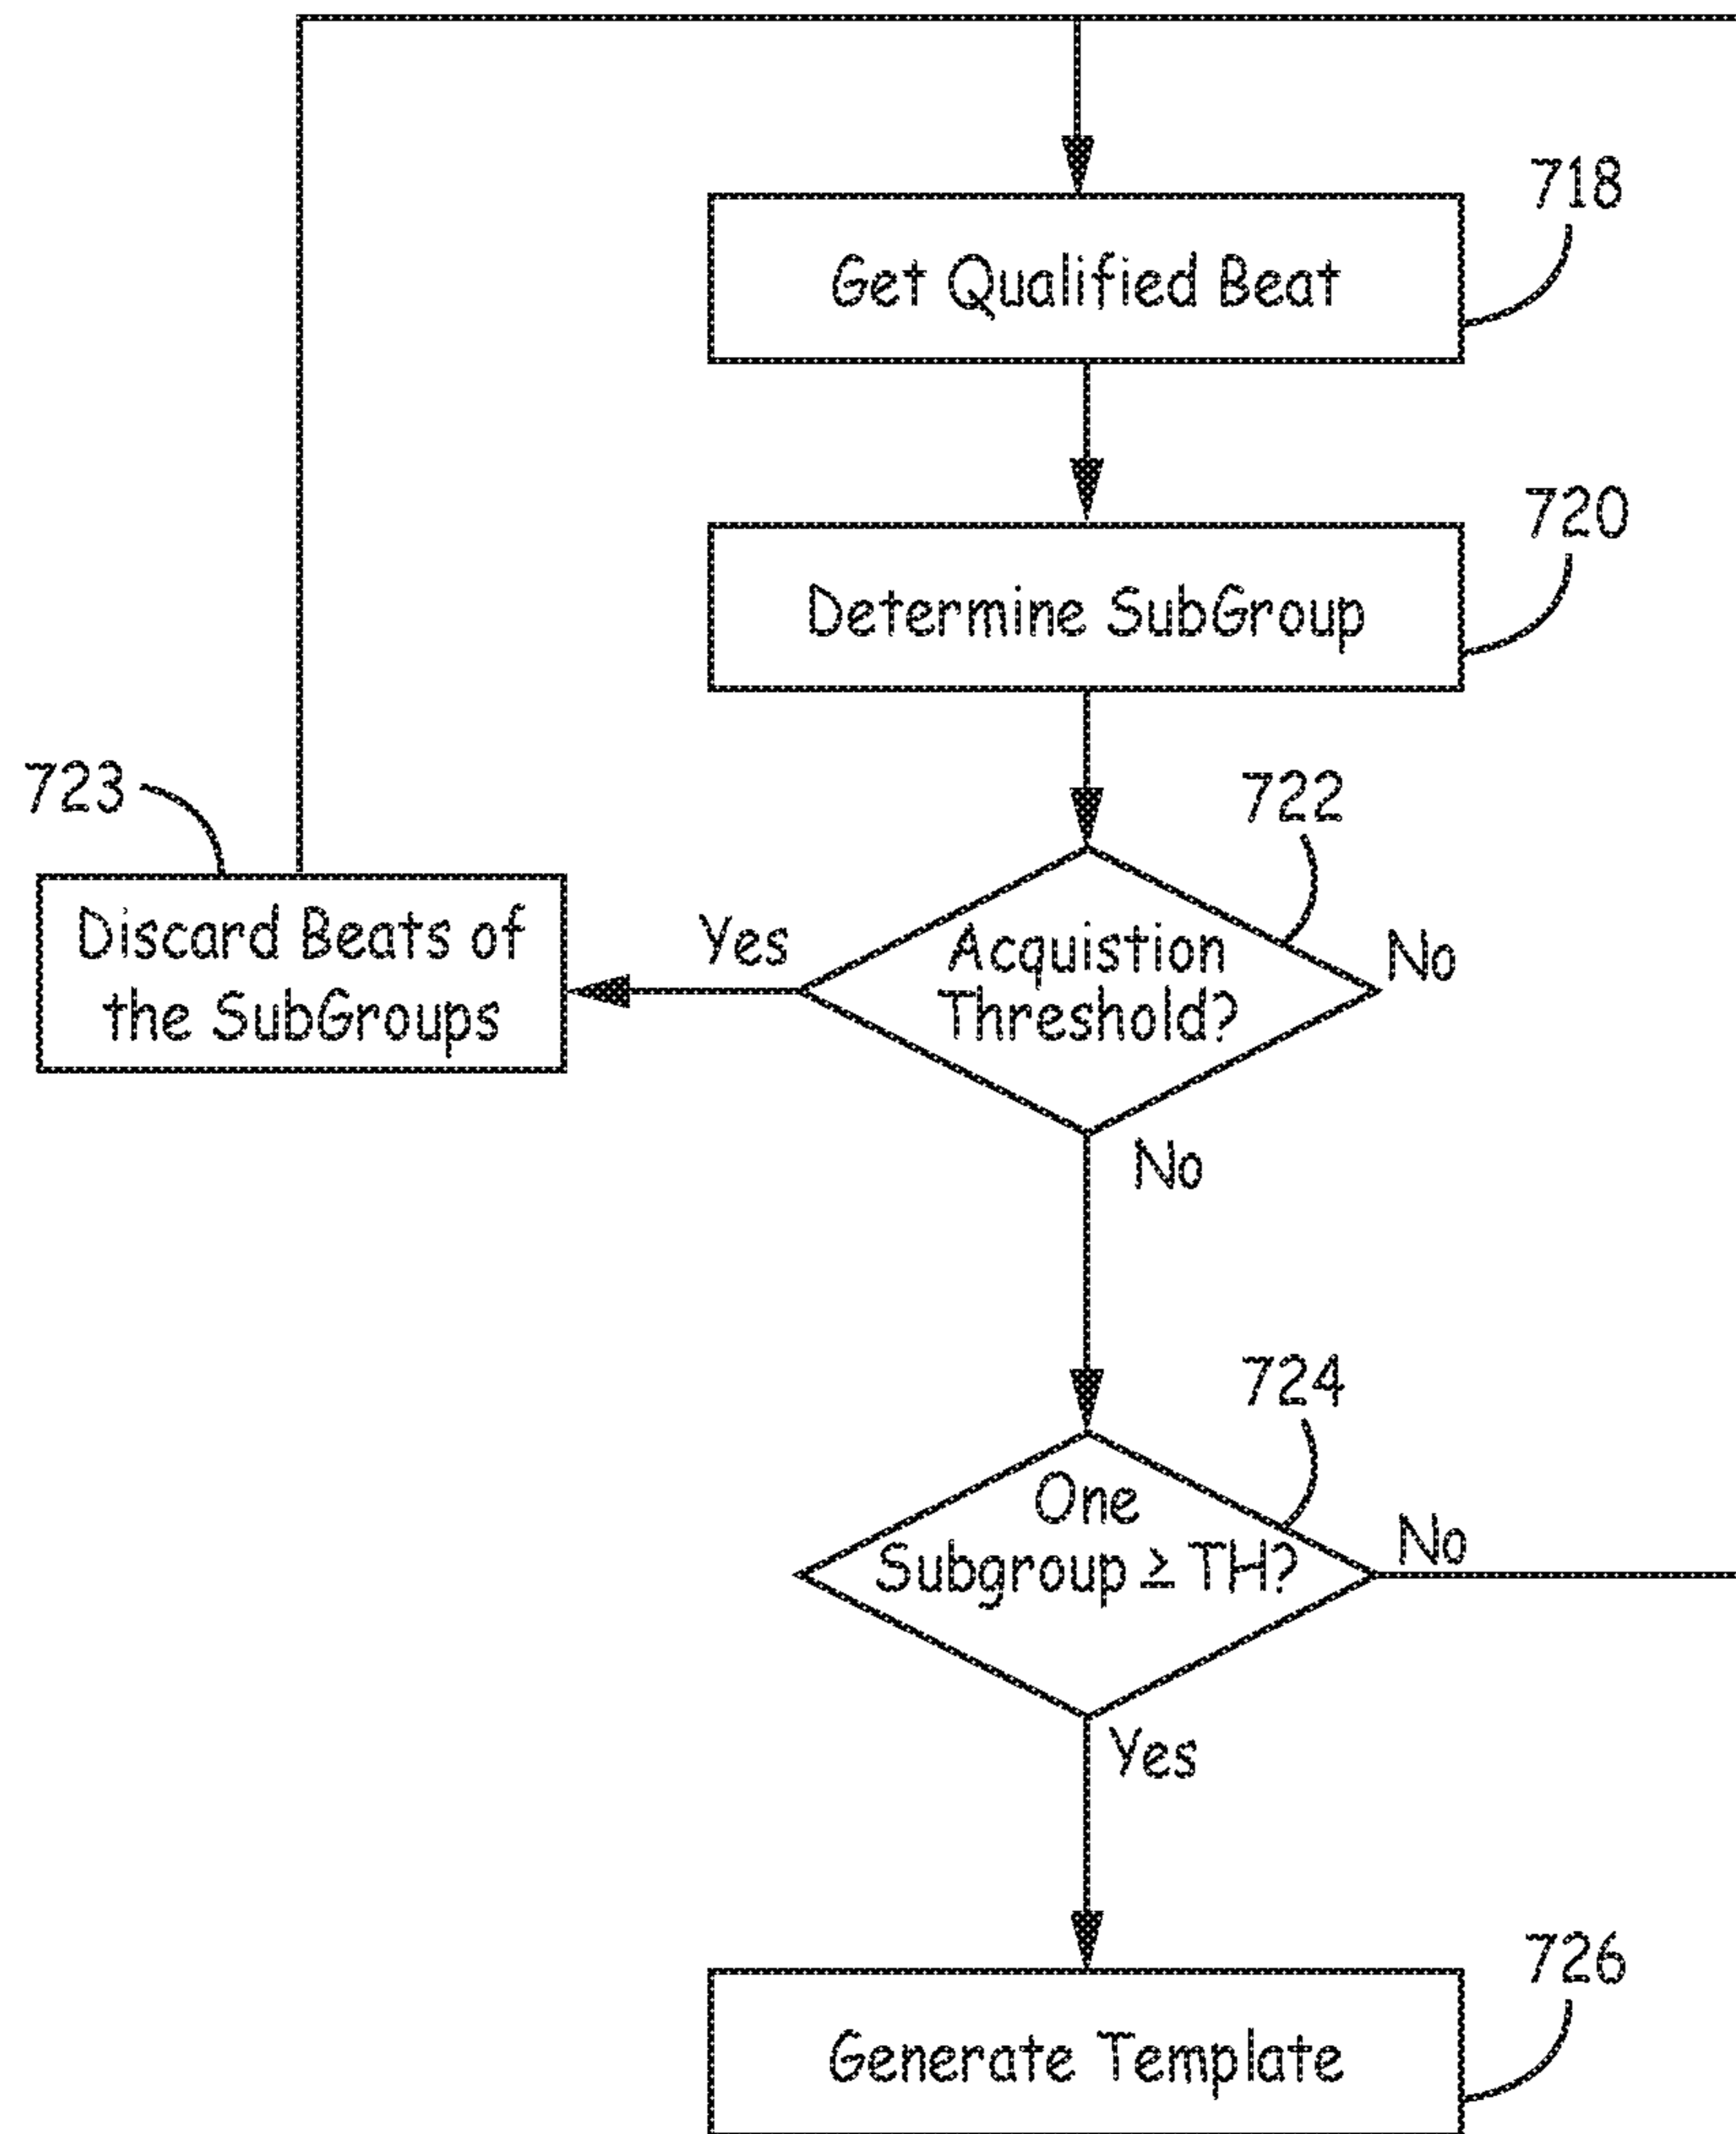 718
Get Qualified Beat
720
Determine SubGroup
723
722
Discard Beats of
the SubGroups
Yes
Acquistion
Threshold?
No
No
724
One
Subgroup ≥ TH?
No
Yes
726
Generate Template